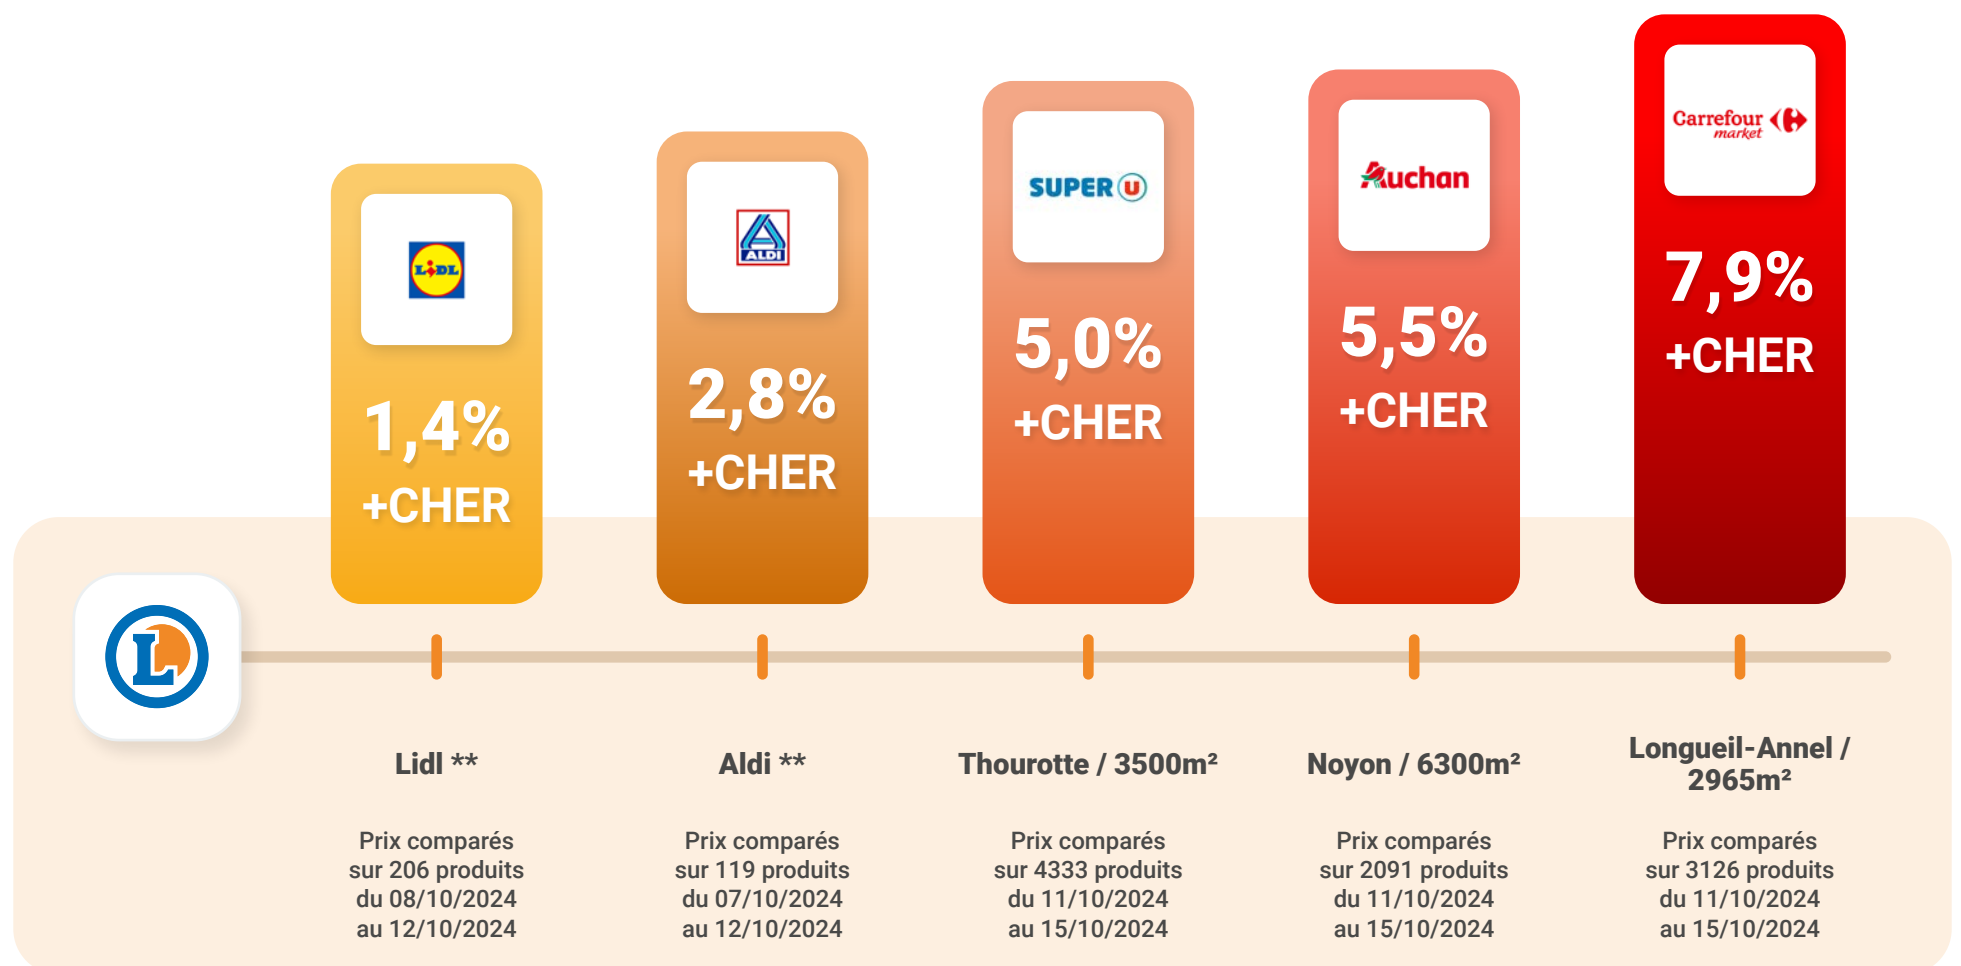 LIDL
1,4%
+CHER
ALDI
2,8%
+CHER
SUPER U
5,0%
+CHER
Auchan
5,5%
+CHER
Carrefour
market
7,9%
+CHER
L
Lidl **
Prix comparés
sur 206 produits
du 08/10/2024
au 12/10/2024
Aldi **
Prix comparés
sur 119 produits
du 07/10/2024
au 12/10/2024
Thourotte / 3500m²
Prix comparés
sur 4333 produits
du 11/10/2024
au 15/10/2024
Noyon / 6300m²
Prix comparés
sur 2091 produits
du 11/10/2024
au 15/10/2024
Longueil-Annel /
2965m²
Prix comparés
sur 3126 produits
du 11/10/2024
au 15/10/2024